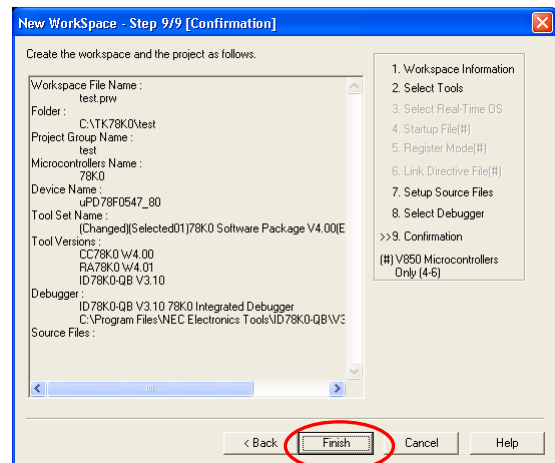 New WorkSpace - Step 9/9 [Confirmation]
Create the workspace and the project as follows.
Workspace File Name :
test.prw
Folder :
C:\TK78K0\test
Project Group Name :
test
Microcontrollers Name :
78K0
Device Name :
uPD78F0547_80
Tool Set Name :
(Changed)(Selected01)78K0 Software Package V4.00(E
Tool Versions :
CC78K0 W4.00
RA78K0 W4.01
ID78K0-QB V3.10
Debugger :
ID78K0-QB V3.10 78K0 Integrated Debugger
C:\Program Files\NEC Electronics Tools\ID78K0-QB\V3
Source Files :
1. Workspace Information
2. Select Tools
3. Select Real-Time OS
4. Startup File(#)
5. Register Mode(#)
6. Link Directive File(#)
7. Setup Source Files
8. Select Debugger
>>9. Confirmation
(#) V850 Microcontrollers
Only (4-6)
< Back
Finish
Cancel
Help